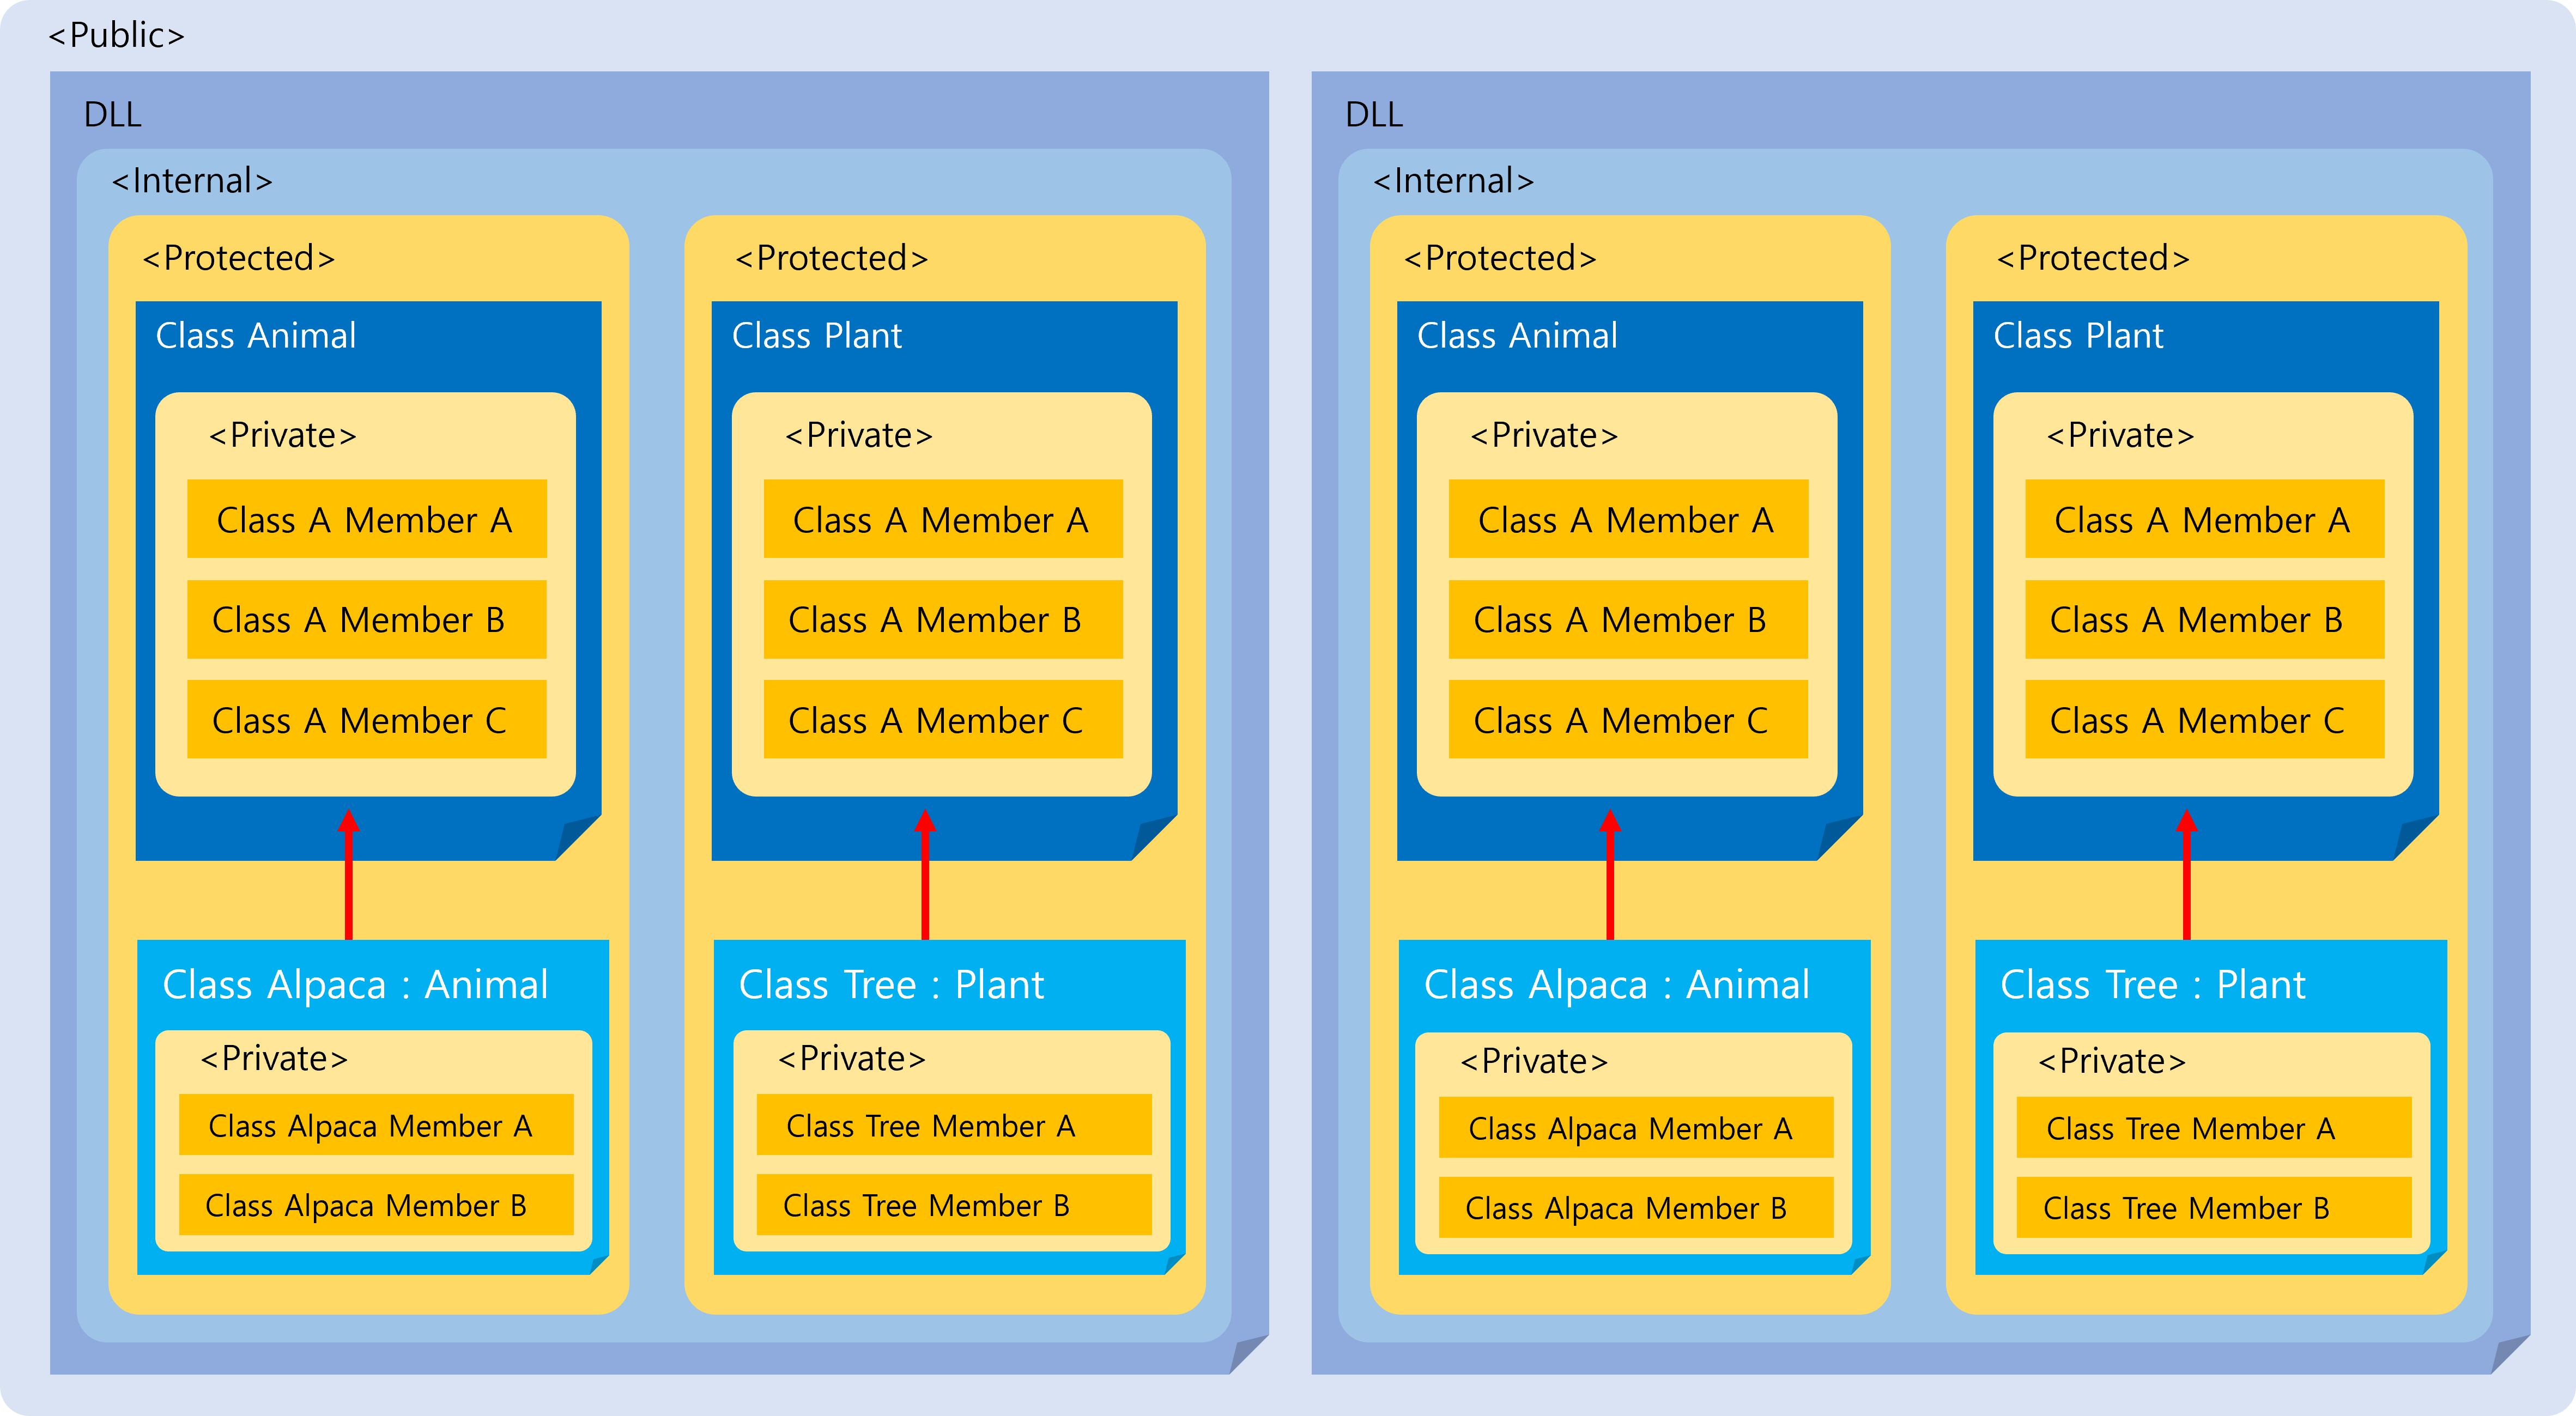 <Public>
DLL
<Internal>
<Protected>
Class Animal
<Private>
Class A Member A
Class A Member B
Class A Member C
Class Alpaca : Animal
<Private>
Class Alpaca Member A
Class Alpaca Member B
<Protected>
Class Plant
<Private>
Class A Member A
Class A Member B
Class A Member C
Class Tree : Plant
<Private>
Class Tree Member A
Class Tree Member B
DLL
<Internal>
<Protected>
Class Animal
<Private>
Class A Member A
Class A Member B
Class A Member C
Class Alpaca : Animal
<Private>
Class Alpaca Member A
Class Alpaca Member B
<Protected>
Class Plant
<Private>
Class A Member A
Class A Member B
Class A Member C
Class Tree : Plant
<Private>
Class Tree Member A
Class Tree Member B